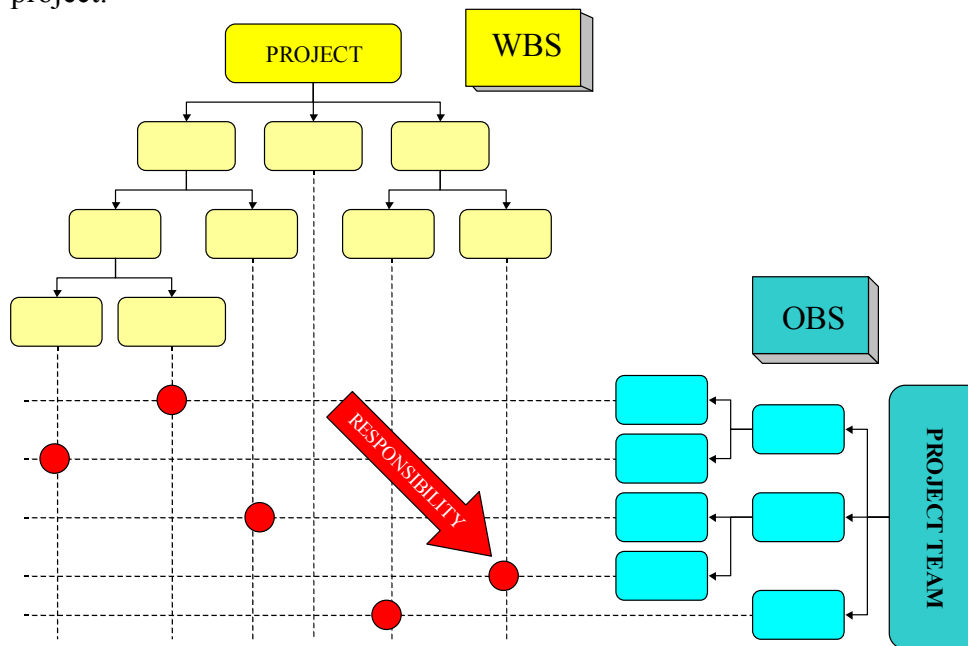 project.
PROJECT
WBS
OBS
RESPONSIBILITY
PROJECT TEAM